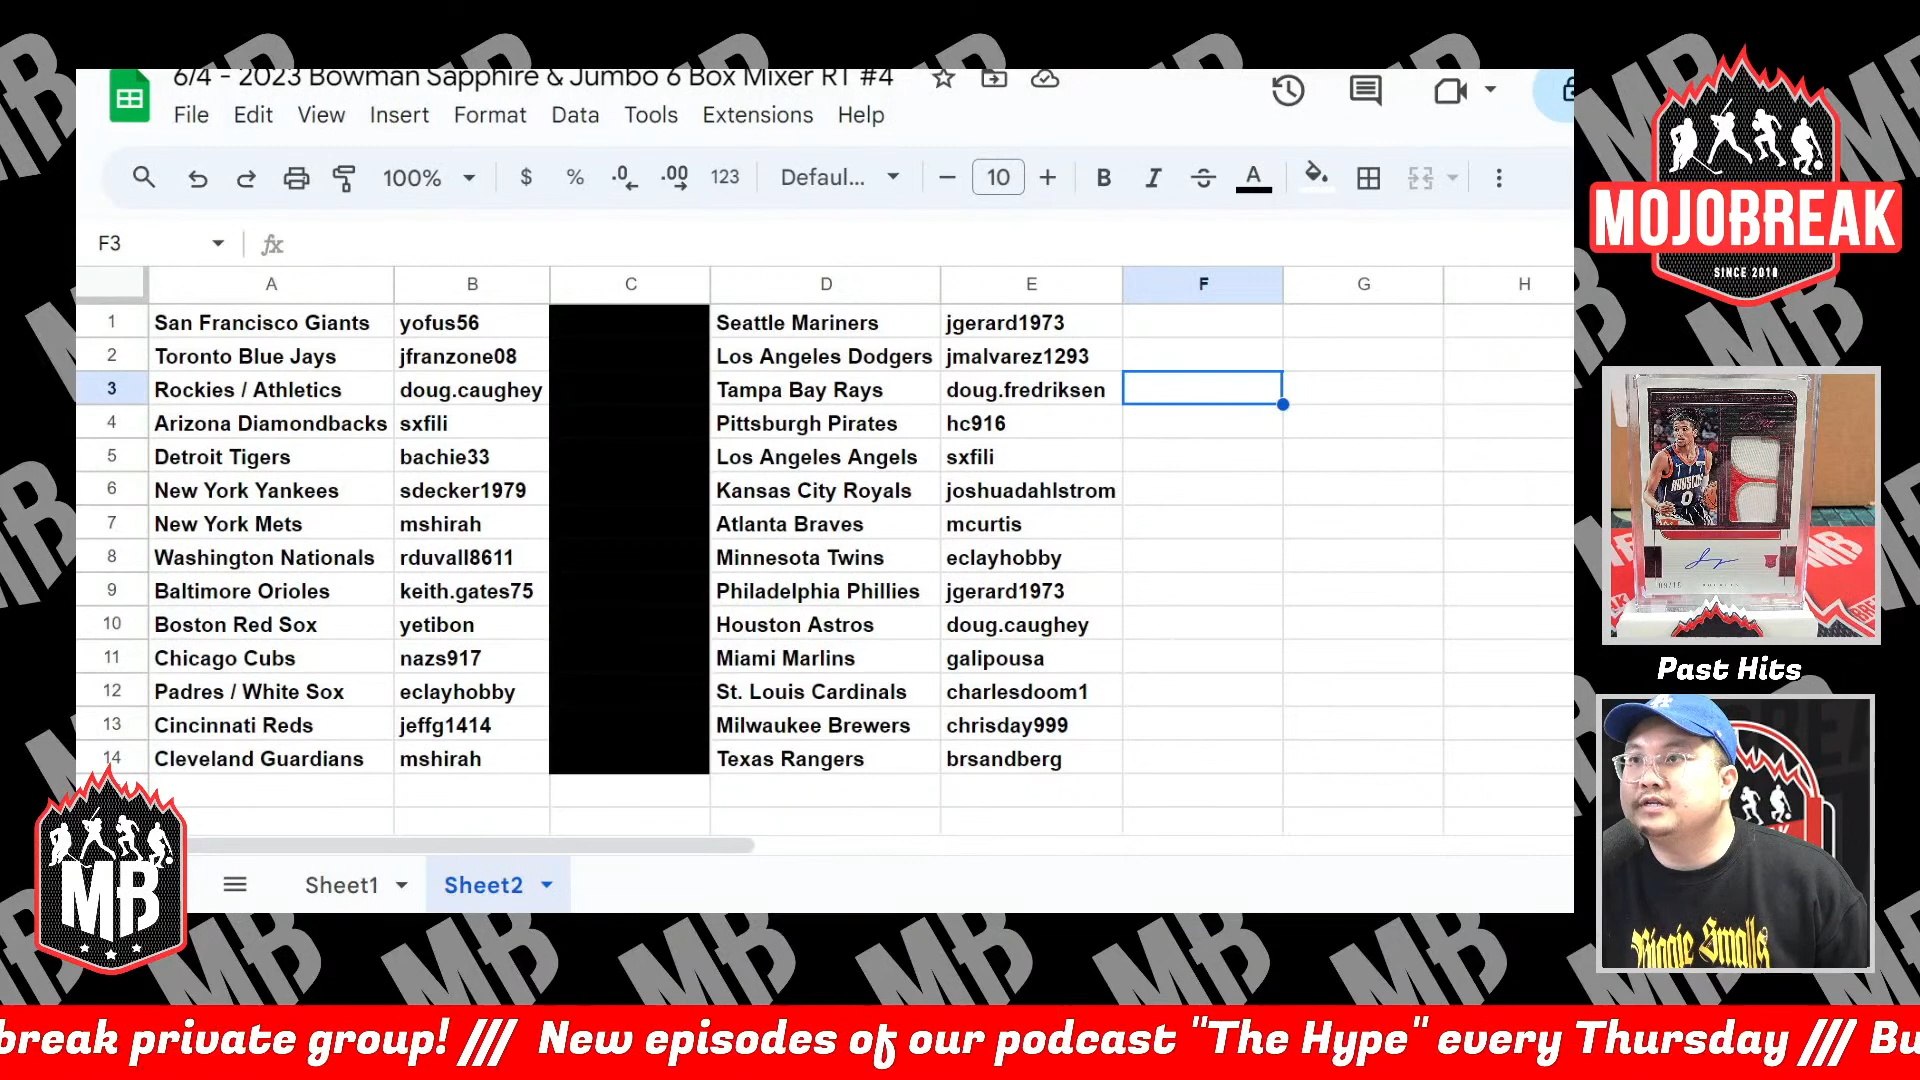 6/4 - 2023 Bowman Sapphire & Jumbo 6 Box Mixer RT #4
File Edit View Insert Format Data Tools Extensions Help
100% $ % .0 .00 123 Defaul... 10 B I A
F3 fx
A B C D E F G H
1 San Francisco Giants yofus56 Seattle Mariners jgerard1973
2 Toronto Blue Jays jfranzone08 Los Angeles Dodgers jmalvarez1293
3 Rockies / Athletics doug.caughey Tampa Bay Rays doug.fredriksen
4 Arizona Diamondbacks sxfili Pittsburgh Pirates hc916
5 Detroit Tigers bachie33 Los Angeles Angels sxfili
6 New York Yankees sdecker1979 Kansas City Royals joshuadahlstrom
7 New York Mets mshirah Atlanta Braves mcurtis
8 Washington Nationals rduvall8611 Minnesota Twins eclayhobby
9 Baltimore Orioles keith.gates75 Philadelphia Phillies jgerard1973
10 Boston Red Sox yetibon Houston Astros doug.caughey
11 Chicago Cubs nazs917 Miami Marlins galipousa
12 Padres / White Sox eclayhobby St. Louis Cardinals charlesdoom1
13 Cincinnati Reds jeffg1414 Milwaukee Brewers chrisday999
14 Cleveland Guardians mshirah Texas Rangers brsandberg
Sheet1 Sheet2
MB
MOJOBREAK
SINCE 2010
Past Hits
Biggie Smalls
break private group! /// New episodes of our podcast "The Hype" every Thursday /// Bu